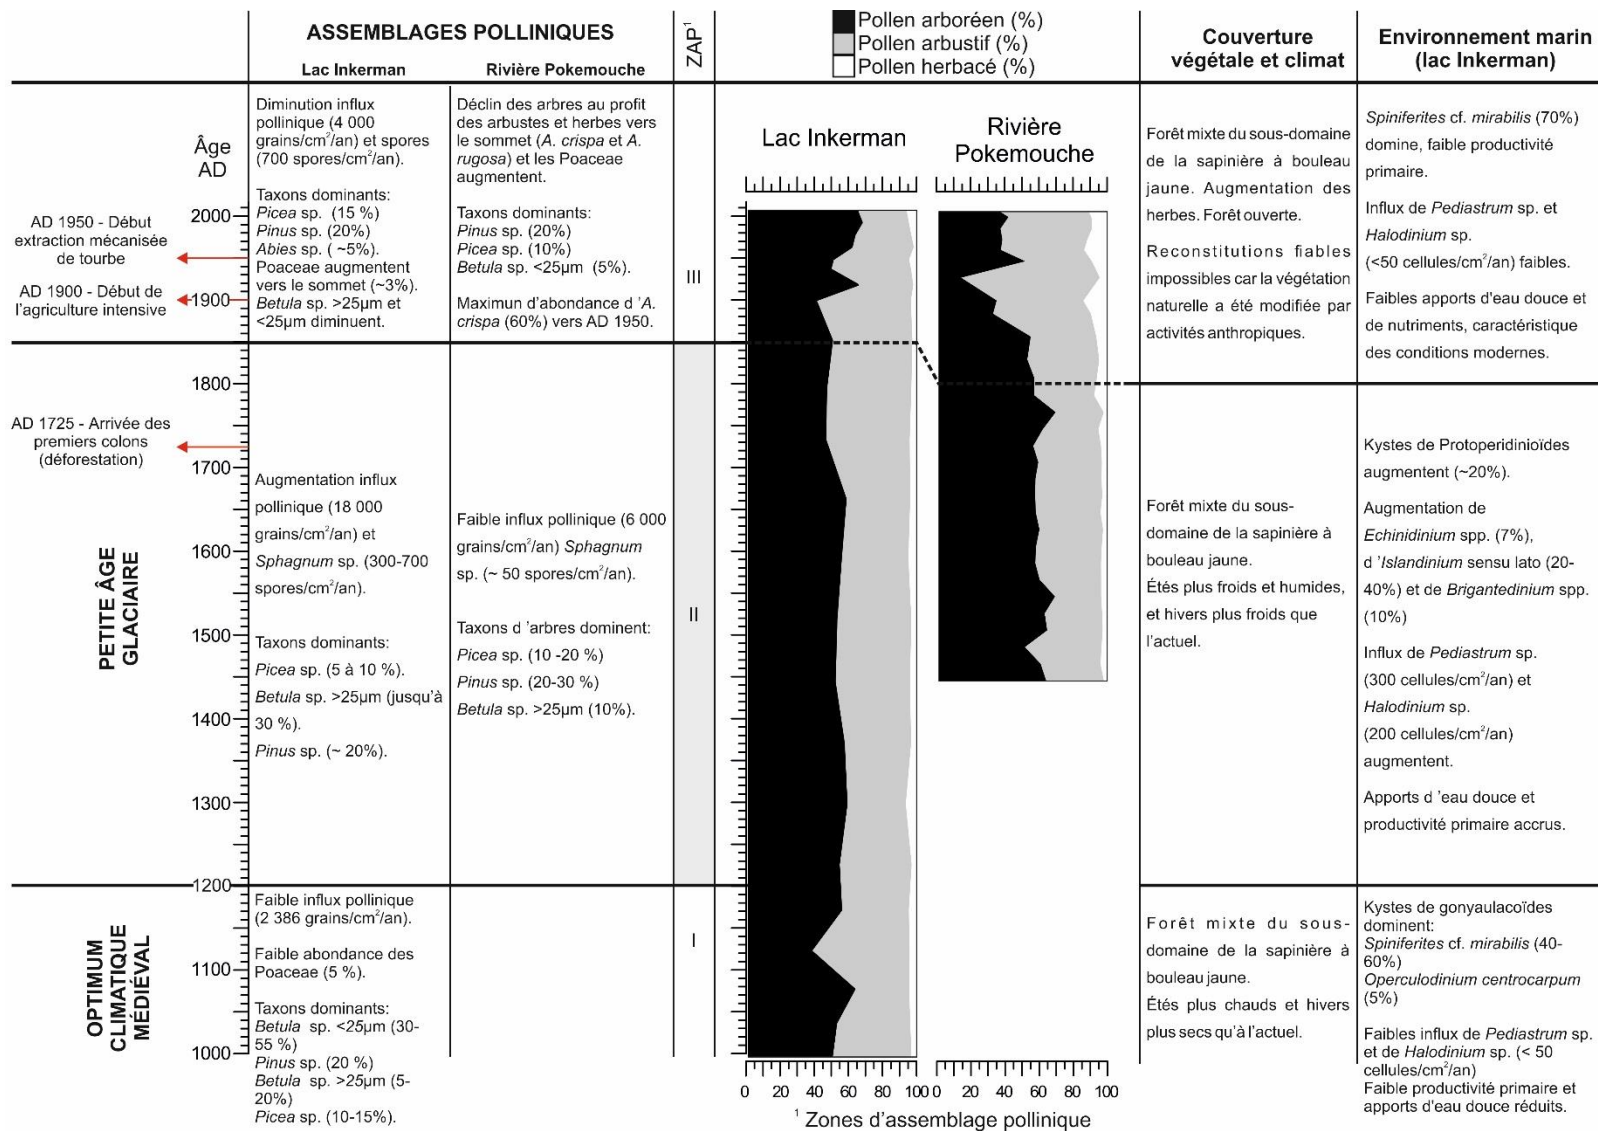 ASSEMBLAGES POLLINIQUES
Lac Inkerman
Rivière Pokemouche
ZAP¹
Pollen arboréen (%)
Pollen arbustif (%)
Pollen herbacé (%)
Couverture
végétale et climat
Environnement marin
(lac Inkerman)
Âge
AD
2000
1900
1800
1700
1600
1500
1400
1300
1200
1100
1000
AD 1950 - Début
extraction mécanisée
de tourbe
AD 1900 - Début de
l'agriculture intensive
AD 1725 - Arrivée des
premiers colons
(déforestation)
PETITE ÂGE
GLACIAIRE
OPTIMUM
CLIMATIQUE
MÉDIÉVAL
Diminution influx
pollinique (4 000
grains/cm²/an) et spores
(700 spores/cm²/an).
Taxons dominants:
Picea sp. (15 %)
Pinus sp. (20%)
Abies sp. ( ~5%).
Poaceae augmentent
vers le sommet (~3%).
Betula sp. >25µm et
<25µm diminuent.
Déclin des arbres au profit
des arbustes et herbes vers
le sommet (A. crispa et A.
rugosa) et les Poaceae
augmentent.
Taxons dominants:
Pinus sp. (20%)
Picea sp. (10%)
Betula sp. <25µm (5%).
Maximun d'abondance d 'A.
crispa (60%) vers AD 1950.
III
Augmentation influx
pollinique (18 000
grains/cm²/an) et
Sphagnum sp. (300-700
spores/cm²/an).
Taxons dominants:
Picea sp. (5 à 10 %).
Betula sp. >25µm (jusqu'à
30 %).
Pinus sp. (~ 20%).
Faible influx pollinique (6 000
grains/cm²/an) Sphagnum
sp. (~ 50 spores/cm²/an).
Taxons d 'arbres dominent:
Picea sp. (10 -20 %)
Pinus sp. (20-30 %)
Betula sp. >25µm (10%).
II
Faible influx pollinique
(2 386 grains/cm²/an).
Faible abondance des
Poaceae (5 %).
Taxons dominants:
Betula sp. <25µm (30-
55 %)
Pinus sp. (20 %)
Betula sp. >25µm (5-
20%)
Picea sp. (10-15%).
I
Lac Inkerman
Rivière
Pokemouche
0 20 40 60 80 100
0 20 40 60 80 100
¹ Zones d'assemblage pollinique
Forêt mixte du sous-domaine
de la sapinière à bouleau
jaune. Augmentation des
herbes. Forêt ouverte.
Reconstitutions fiables
impossibles car la végétation
naturelle a été modifiée par
activités anthropiques.
Forêt mixte du sous-
domaine de la sapinière à
bouleau jaune.
Étés plus froids et humides,
et hivers plus froids que
l'actuel.
Forêt mixte du sous-
domaine de la sapinière à
bouleau jaune.
Étés plus chauds et hivers
plus secs qu'à l'actuel.
Spiniferites cf. mirabilis (70%)
domine, faible productivité
primaire.
Influx de Pediastrum sp. et
Halodinium sp.
(<50 cellules/cm²/an) faibles.
Faibles apports d'eau douce et
de nutriments, caractéristique
des conditions modernes.
Kystes de Protoperidinioïdes
augmentent (~20%).
Augmentation de
Echinidinium spp. (7%),
d 'Islandinium sensu lato (20-
40%) et de Brigantedinium spp.
(10%)
Influx de Pediastrum sp.
(300 cellules/cm²/an) et
Halodinium sp.
(200 cellules/cm²/an)
augmentent.
Apports d 'eau douce et
productivité primaire accrus.
Kystes de gonyaulacoïdes
dominent:
Spiniferites cf. mirabilis (40-
60%)
Operculodinium centrocarpum
(5%)
Faibles influx de Pediastrum sp.
et de Halodinium sp. (< 50
cellules/cm²/an)
Faible productivité primaire et
apports d'eau douce réduits.